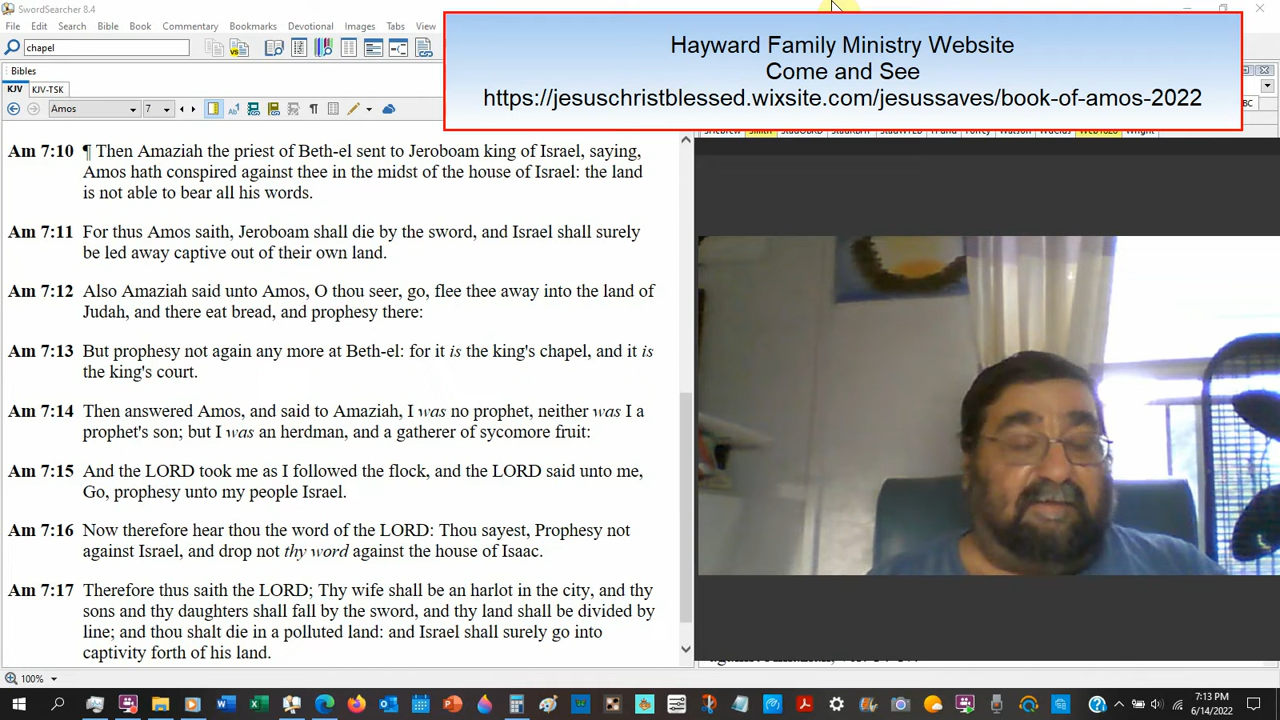 SwordSearcher 8.4
File Edit Search Bible Book Commentary Bookmarks Devotional Images Tabs View
chapel
Hayward Family Ministry Website
Come and See
https://jesuschristblessed.wixsite.com/jesussaves/book-of-amos-2022
Bibles
KJV KJV-TSK
Amos 7
Am 7:10 ¶ Then Amaziah the priest of Beth-el sent to Jeroboam king of Israel, saying,
Amos hath conspired against thee in the midst of the house of Israel: the land
is not able to bear all his words.
Am 7:11 For thus Amos saith, Jeroboam shall die by the sword, and Israel shall surely
be led away captive out of their own land.
Am 7:12 Also Amaziah said unto Amos, O thou seer, go, flee thee away into the land of
Judah, and there eat bread, and prophesy there:
Am 7:13 But prophesy not again any more at Beth-el: for it is the king's chapel, and it is
the king's court.
Am 7:14 Then answered Amos, and said to Amaziah, I was no prophet, neither was I a
prophet's son; but I was an herdman, and a gatherer of sycomore fruit:
Am 7:15 And the LORD took me as I followed the flock, and the LORD said unto me,
Go, prophesy unto my people Israel.
Am 7:16 Now therefore hear thou the word of the LORD: Thou sayest, Prophesy not
against Israel, and drop not thy word against the house of Isaac.
Am 7:17 Therefore thus saith the LORD; Thy wife shall be an harlot in the city, and thy
sons and thy daughters shall fall by the sword, and thy land shall be divided by
line; and thou shalt die in a polluted land: and Israel shall surely go into
captivity forth of his land.
100%
7:13 PM
6/14/2022